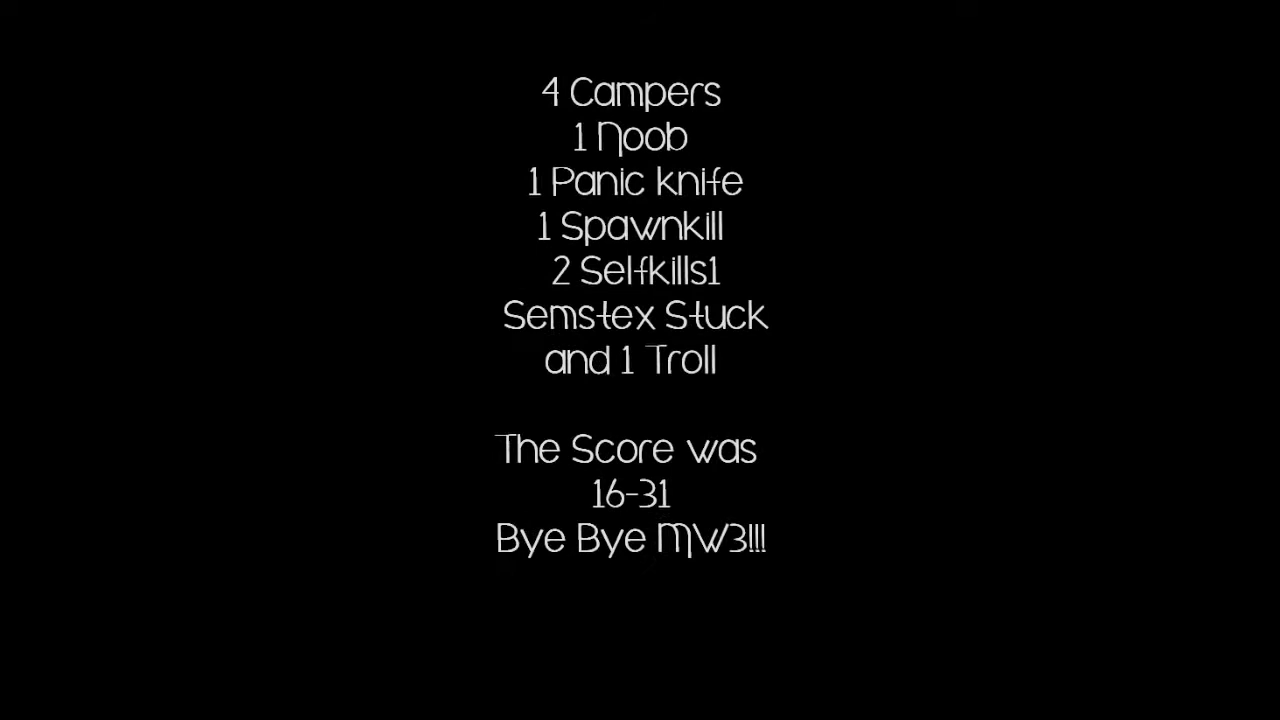 4 Campers
1 Noob
1 Panic knife
1 Spawnkill
2 Selfkills1
Semstex Stuck
and 1 Troll
The Score was
16-31
Bye Bye MW3!!!